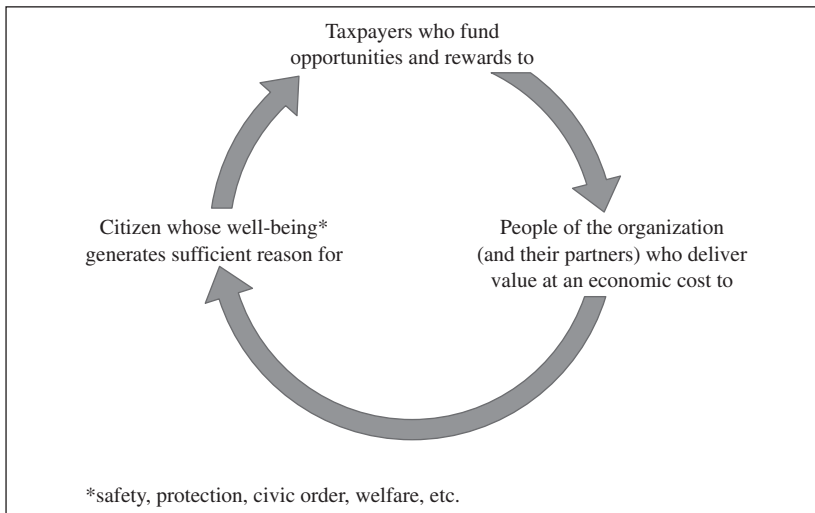 Taxpayers who fund
opportunities and rewards to
People of the organization
(and their partners) who deliver
value at an economic cost to
Citizen whose well-being*
generates sufficient reason for
*safety, protection, civic order, welfare, etc.